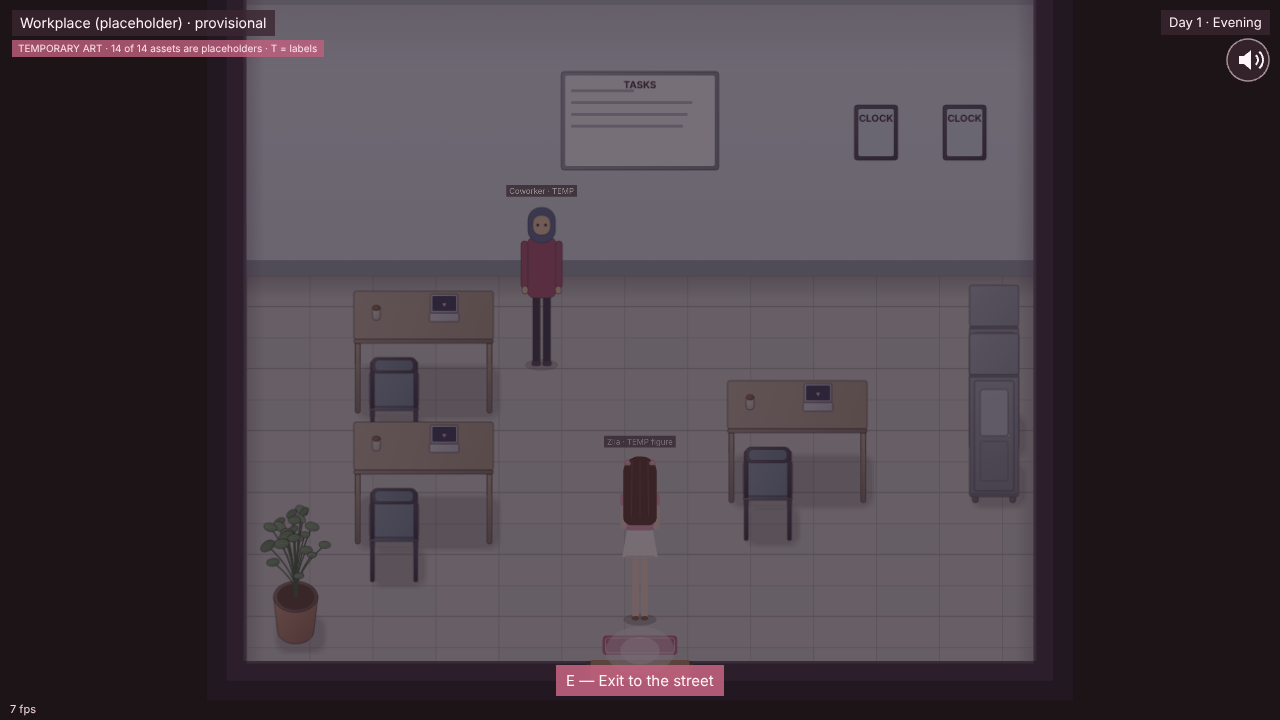 Workplace (placeholder) · provisional
TEMPORARY ART · 14 of 14 assets are placeholders · T = labels
Day 1 · Evening
TASKS
CLOCK
CLOCK
Coworker · TEMP
Zila · TEMP figure
E — Exit to the street
7 fps